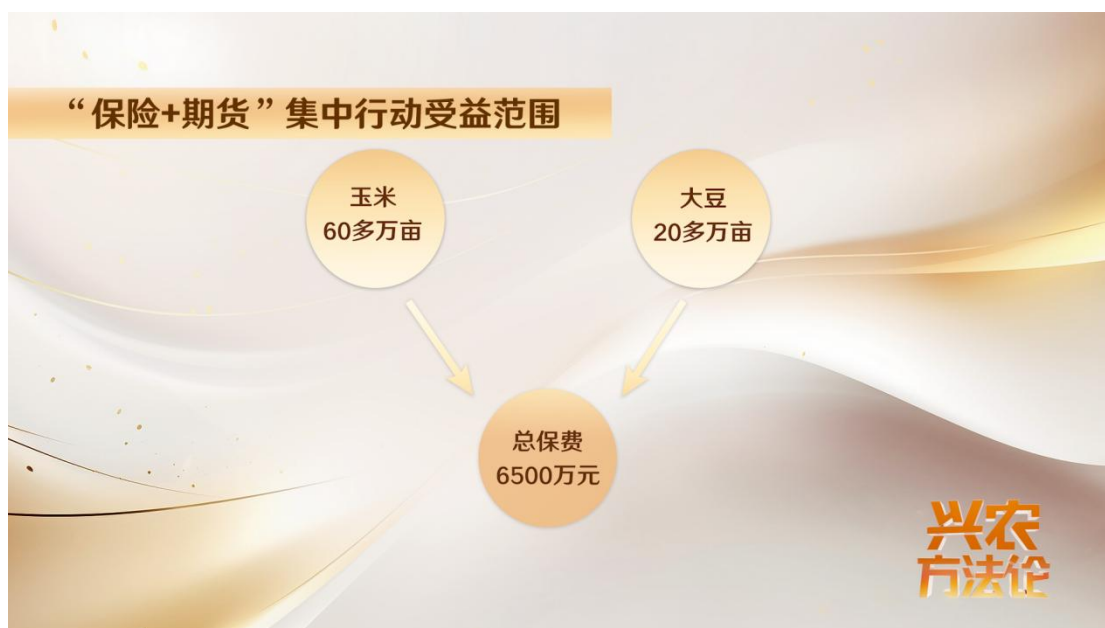 “保险+期货”集中行动受益范围
玉米
60多万亩
大豆
20多万亩
总保费
6500万元
兴农
方法论